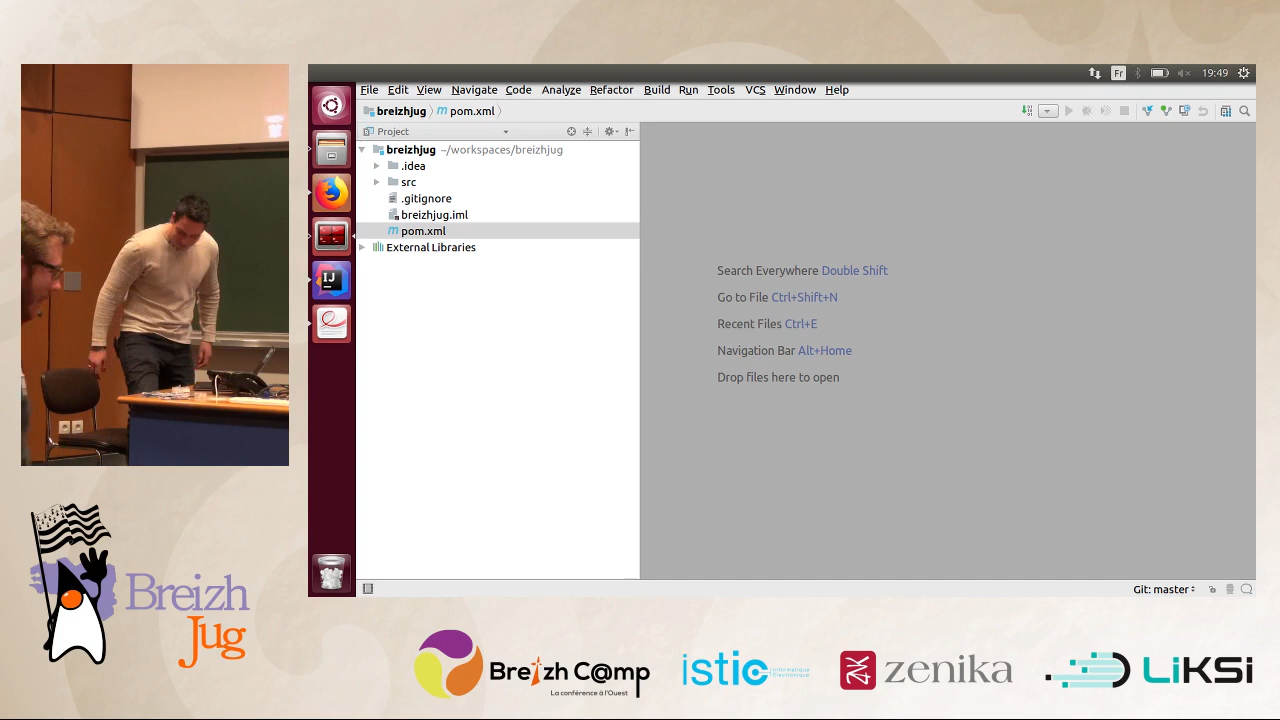 Fr 19:49
File Edit View Navigate Code Analyze Refactor Build Run Tools VCS Window Help
breizhjug pom.xml
Project
breizhjug ~/workspaces/breizhjug
.idea
src
.gitignore
breizhjug.iml
pom.xml
External Libraries
Search Everywhere Double Shift
Go to File Ctrl+Shift+N
Recent Files Ctrl+E
Navigation Bar Alt+Home
Drop files here to open
Git: master
Breizh
Jug
Breizh C@mp
La conférence à l'Ouest
istic Informatique
Electronique
zenika
LiKSi